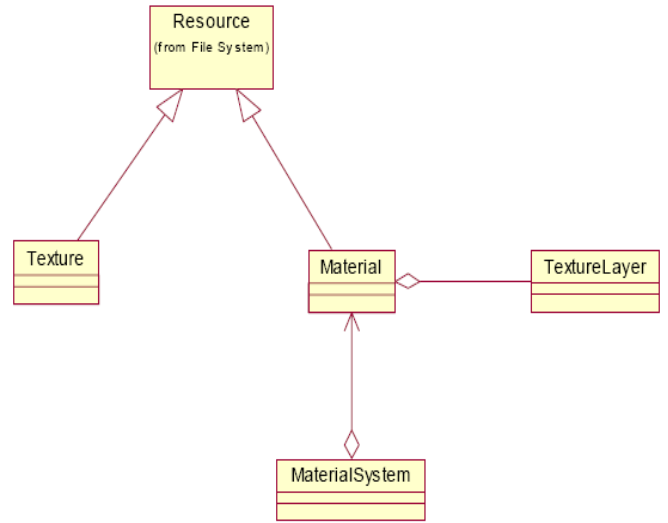 Resource
(from File System)
Texture
Material
TextureLayer
MaterialSystem